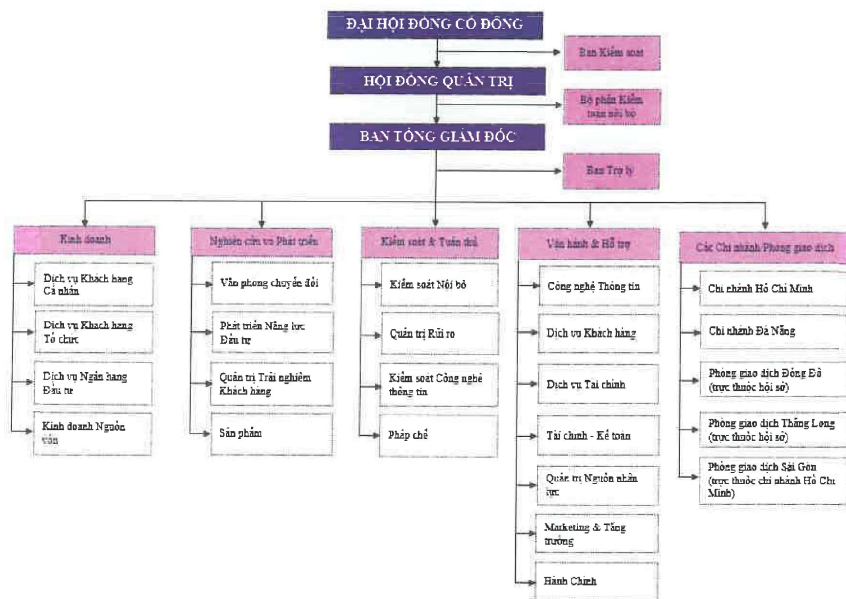 ĐẠI HỘI ĐỒNG CỔ ĐÔNG
Ban Kiểm soát
HỘI ĐỒNG QUẢN TRỊ
Bộ phận Kiểm
toán nội bộ
BAN TỔNG GIÁM ĐỐC
Ban Trợ lý
Kinh doanh
Dịch vụ Khách hàng
Cá nhân
Dịch vụ Khách hàng
Tổ chức
Dịch vụ Ngân hàng
Đầu tư
Kinh doanh Nguồn
vốn
Nghiên cứu và Phát triển
Văn phòng chuyển đổi
Phát triển Năng lực
Đầu tư
Quản trị Trải nghiệm
Khách hàng
Sản phẩm
Kiểm soát & Tuân thủ
Kiểm soát Nội bộ
Quản trị Rủi ro
Kiểm soát Công nghệ
thông tin
Pháp chế
Vận hành & Hỗ trợ
Công nghệ Thông tin
Dịch vụ Khách hàng
Dịch vụ Tài chính
Tài chính - Kế toán
Quản trị Nguồn nhân
lực
Marketing & Tăng
trưởng
Hành Chính
Các Chi nhánh/Phòng giao dịch
Chi nhánh Hồ Chí Minh
Chi nhánh Đà Nẵng
Phòng giao dịch Đống Đa
(trực thuộc hội sở)
Phòng giao dịch Thăng Long
(trực thuộc hội sở)
Phòng giao dịch Sài Gòn
(trực thuộc chi nhánh Hồ Chí
Minh)